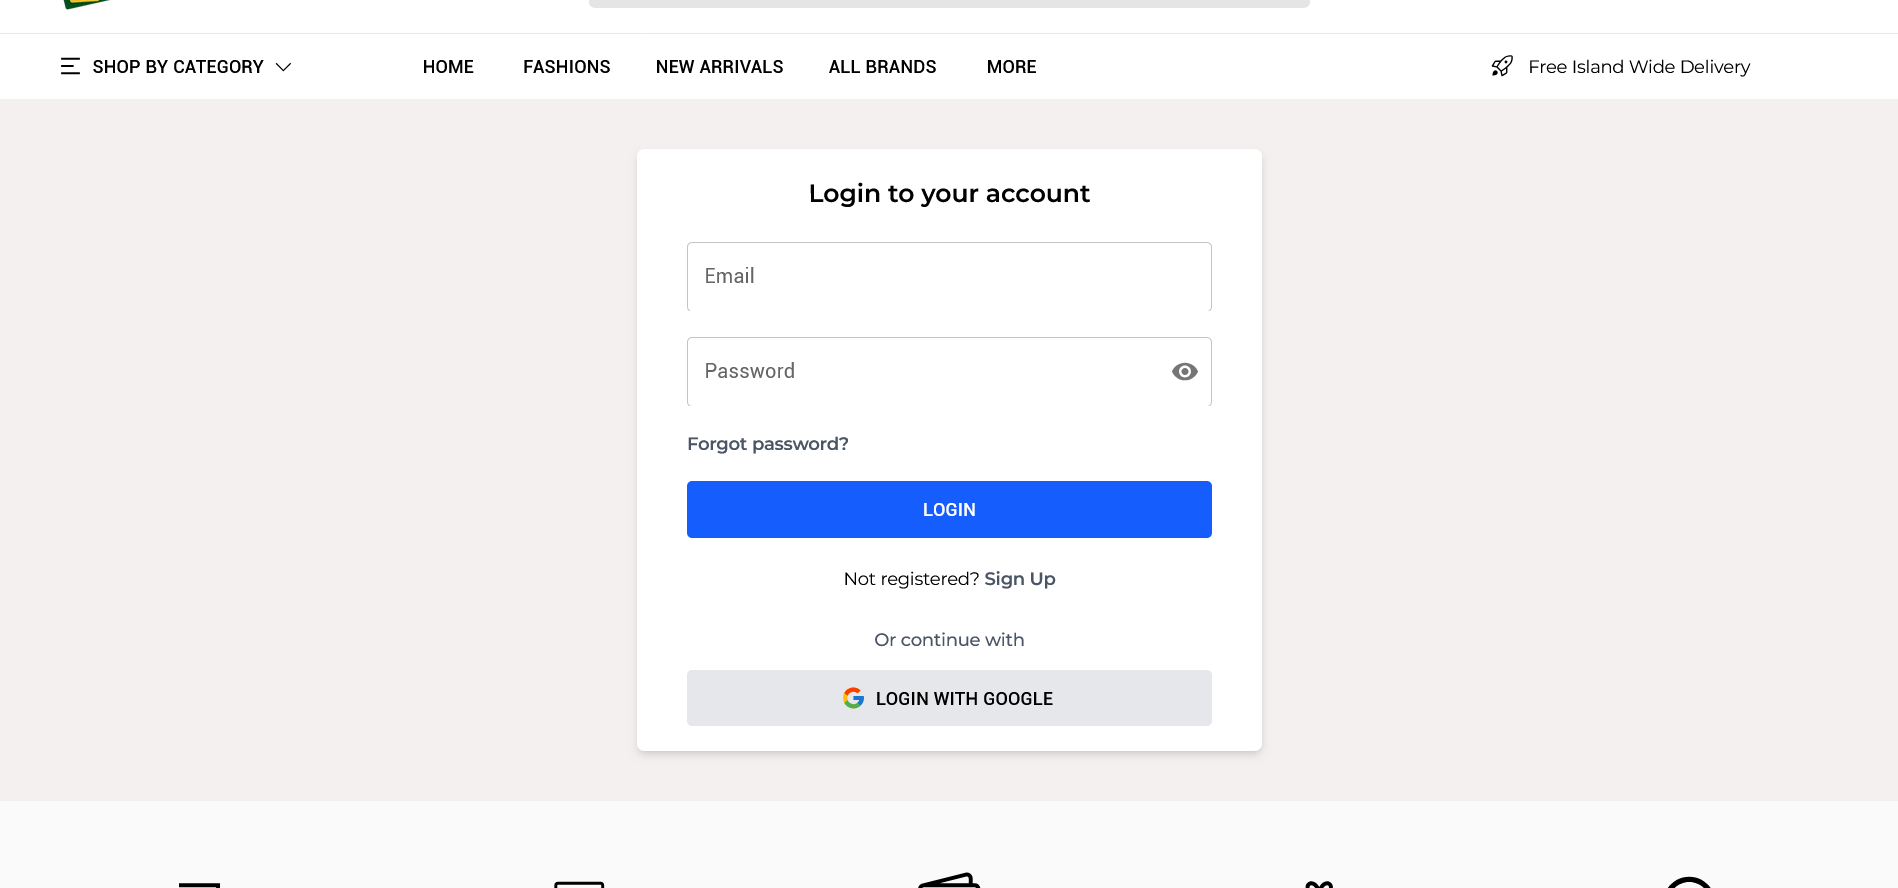 SHOP BY CATEGORY
HOME
FASHIONS
NEW ARRIVALS
ALL BRANDS
MORE
Free Island Wide Delivery
Login to your account
Email
Password
Forgot password?
LOGIN
Not registered? Sign Up
Or continue with
LOGIN WITH GOOGLE